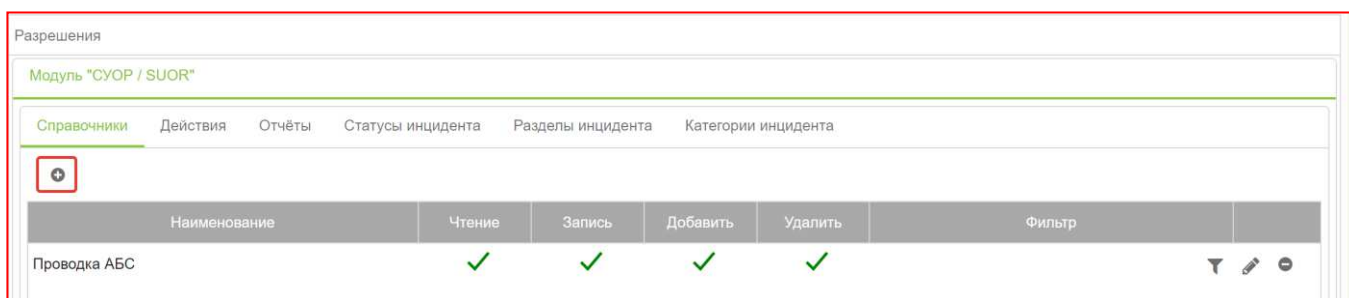 Разрешения
Модуль "СУОР / SUOR"
Справочники Действия Отчёты Статусы инцидента Разделы инцидента Категории инцидента
Наименование Чтение Запись Добавить Удалить Фильтр
Проводка АБС